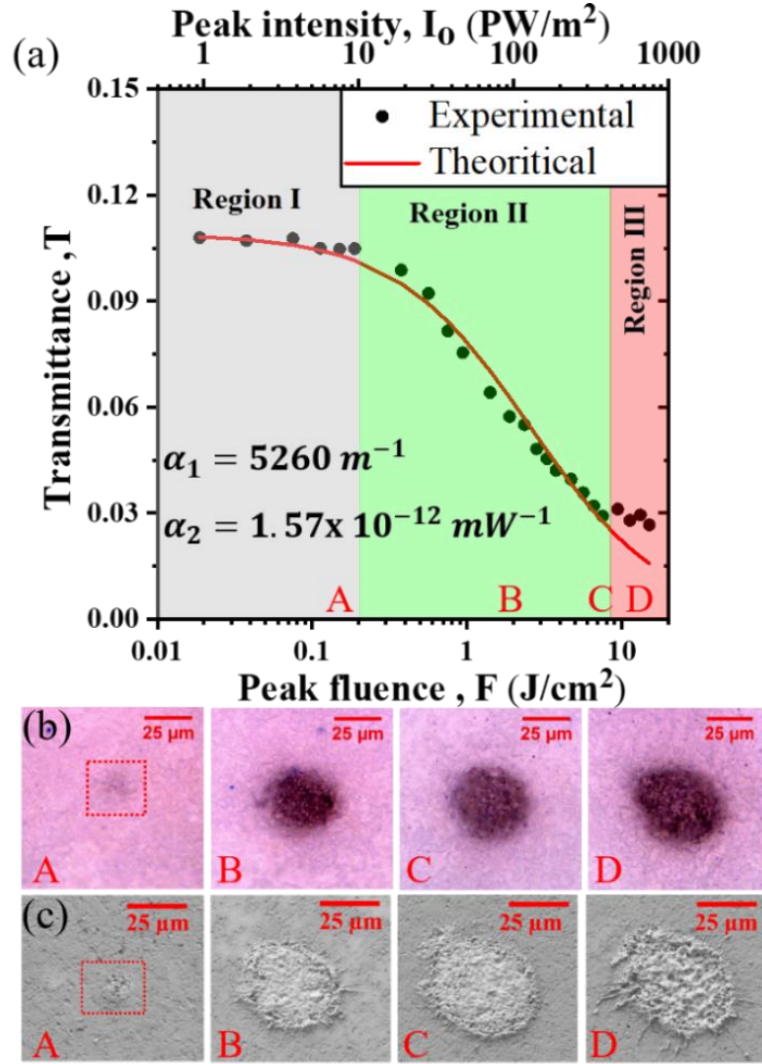 Peak intensity, I₀ (PW/m²)
(a)
1 10 100 1000
0.15
0.12
0.09
0.06
0.03
0.00
Transmittance ,T
Experimental
Theoritical
Region I
Region II
Region III
α₁ = 5260 m⁻¹
α₂ = 1.57x 10⁻¹² mW⁻¹
A B C D
0.01 0.1 1 10
Peak fluence , F (J/cm²)
(b)
25 µm 25 µm 25 µm 25 µm
A B C D
(c)
25 µm 25 µm 25 µm 25 µm
A B C D